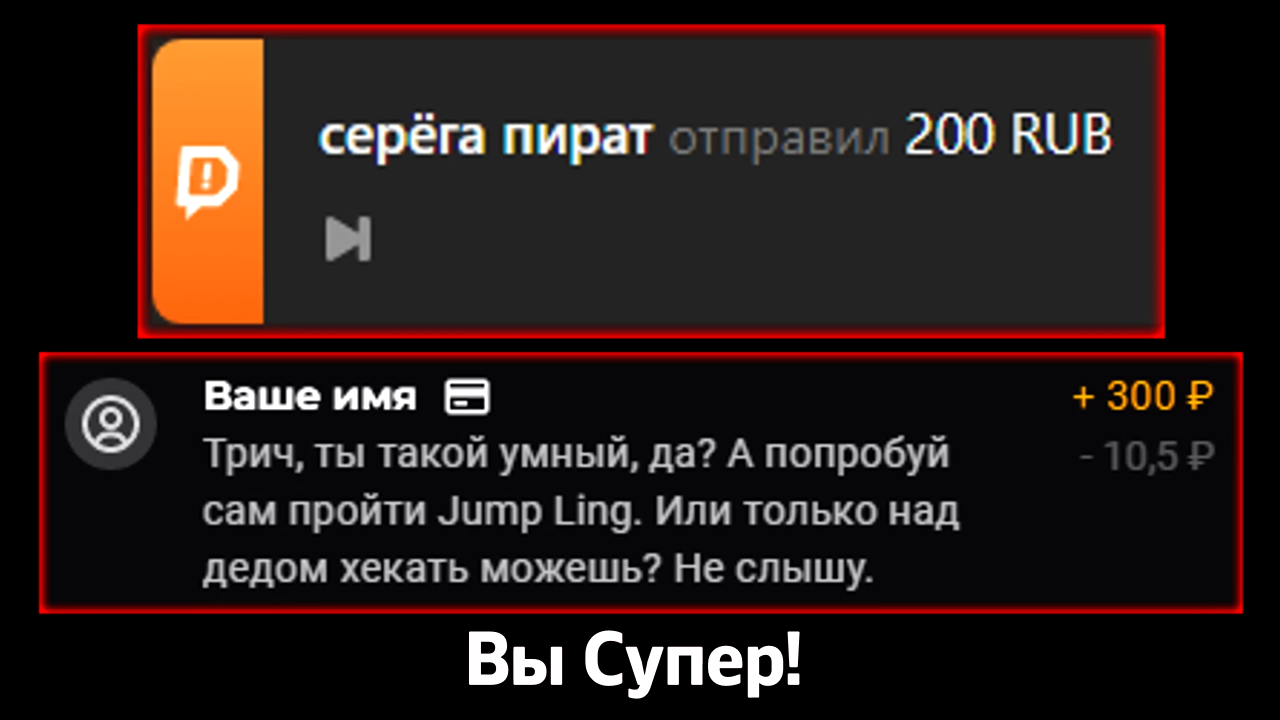 серёга пират отправил 200 RUB
Ваше имя + 300 ₽
Трич, ты такой умный, да? А попробуй - 10,5 ₽
сам пройти Jump Ling. Или только над
дедом хекать можешь? Не слышу.
Вы Супер!